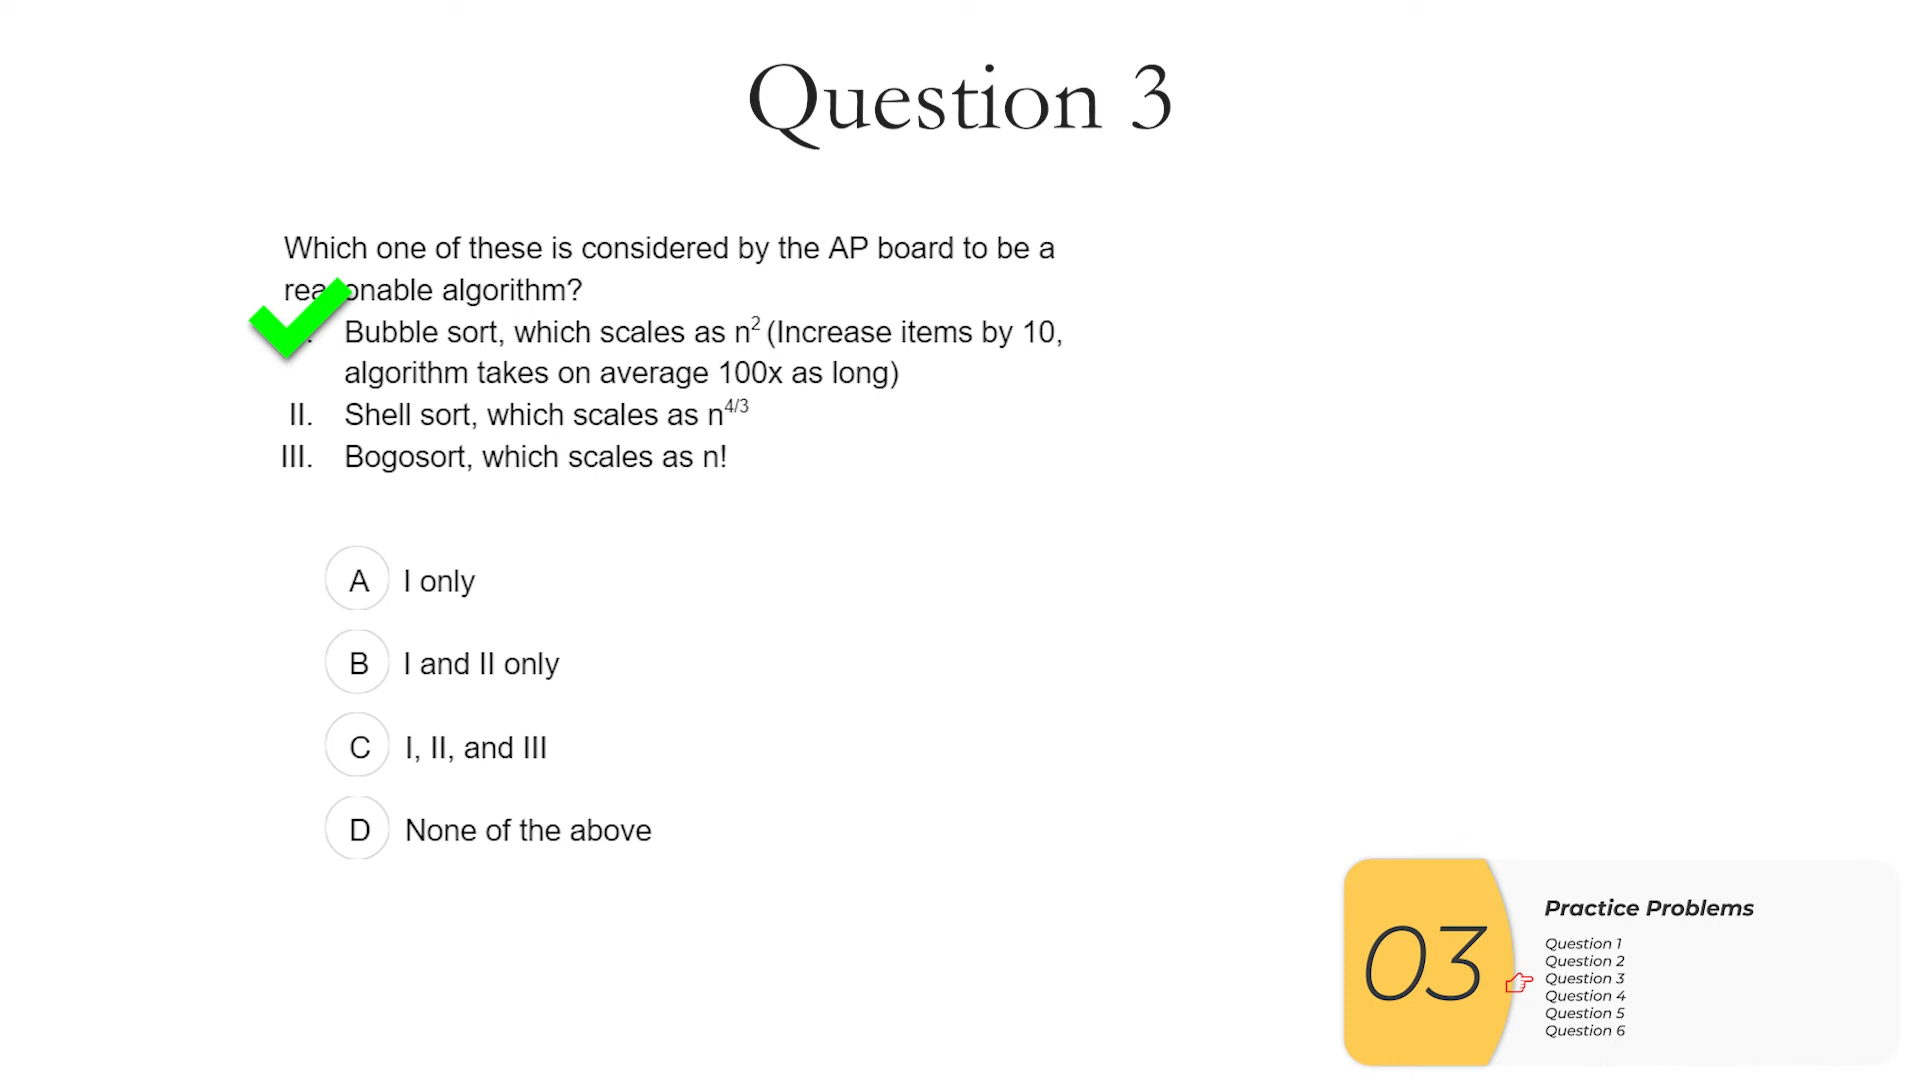 Question 3
Which one of these is considered by the AP board to be a
reasonable algorithm?
Bubble sort, which scales as n² (Increase items by 10,
algorithm takes on average 100x as long)
II. Shell sort, which scales as n^4/3
III. Bogosort, which scales as n!
A I only
B I and II only
C I, II, and III
D None of the above
03
Practice Problems
Question 1
Question 2
Question 3
Question 4
Question 5
Question 6